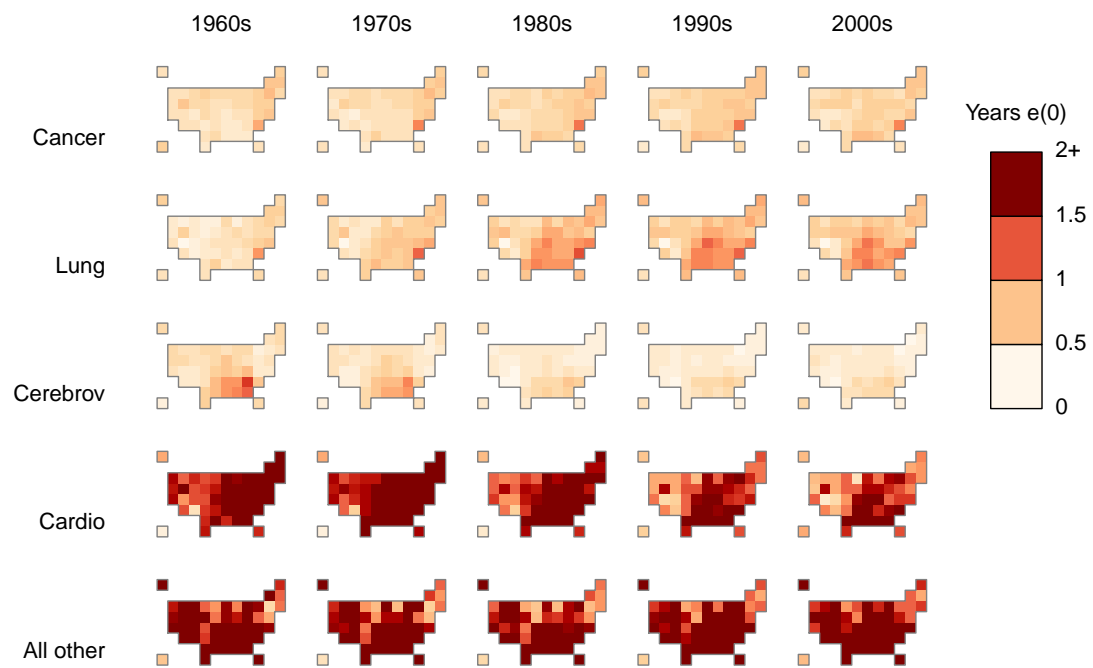 1960s 1970s 1980s 1990s 2000s
Cancer
Lung
Cerebrov
Cardio
All other
Years e(0)
2+
1.5
1
0.5
0